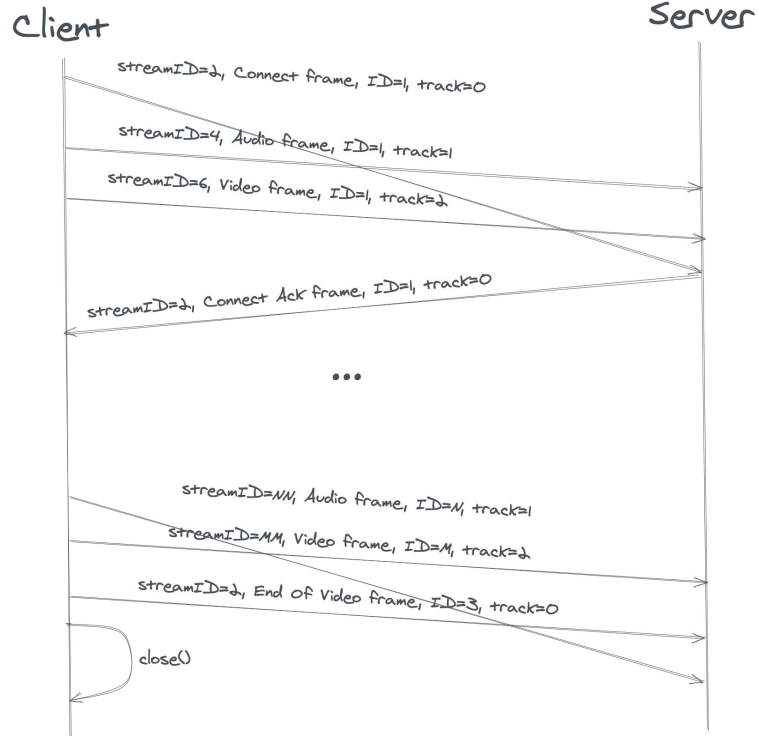 Client
Server
streamID=2, Connect frame, ID=1, track=0
streamID=4, Audio frame, ID=1, track=1
streamID=6, Video frame, ID=1, track=2
streamID=2, Connect Ack frame, ID=1, track=0
...
streamID=NN, Audio frame, ID=N, track=1
streamID=MM, Video frame, ID=M, track=2
streamID=2, End of Video frame, ID=3, track=0
close()